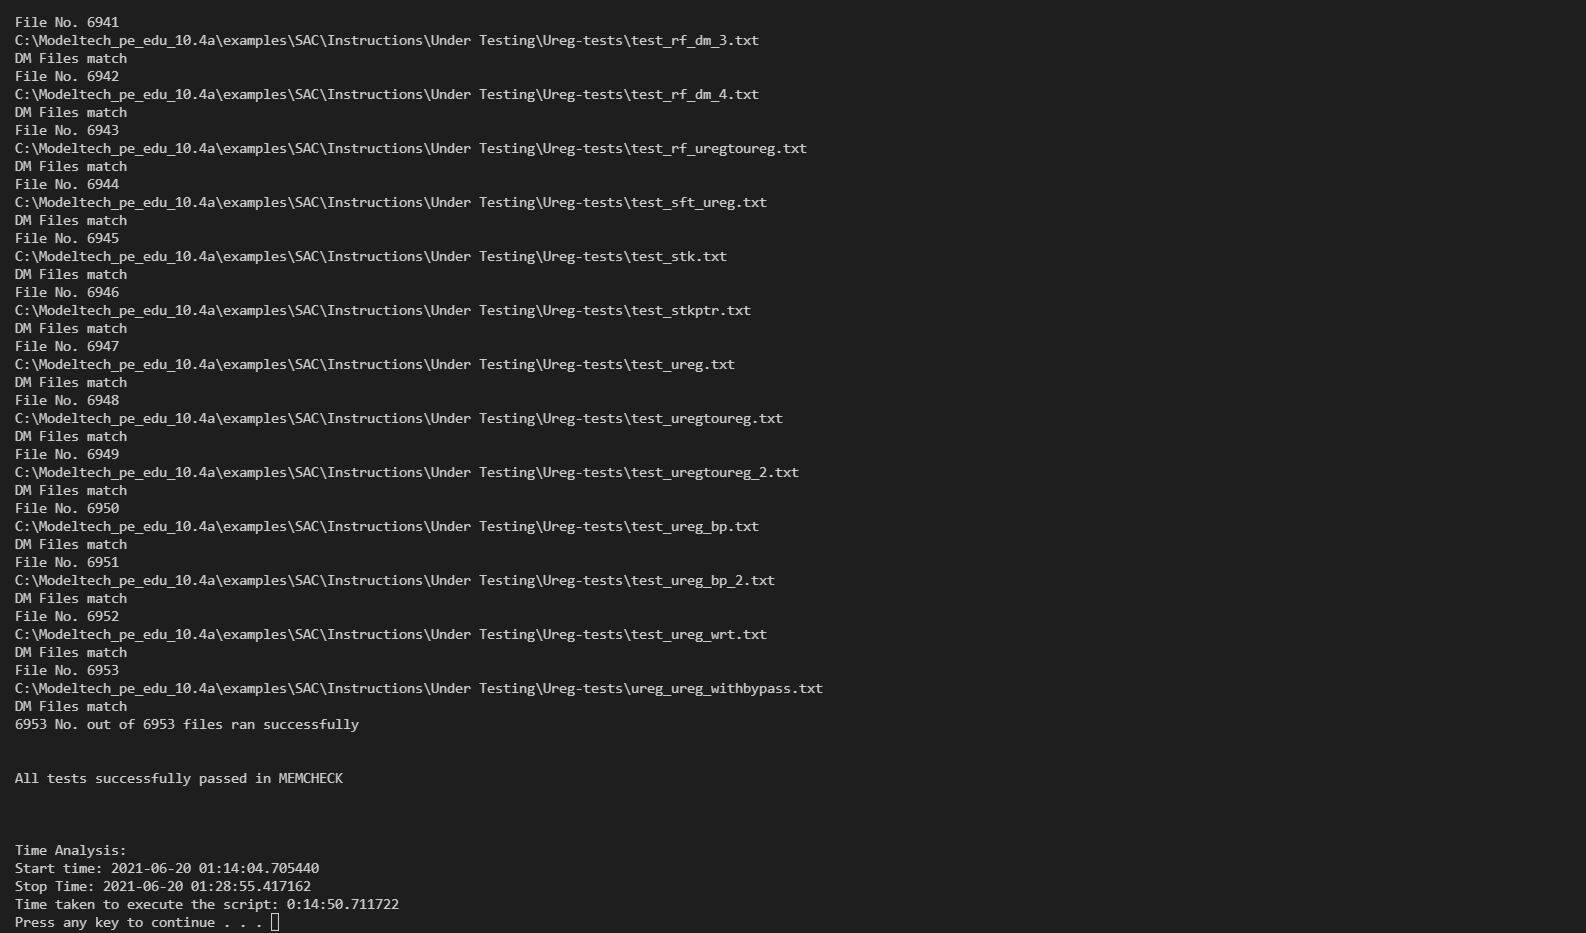 File No. 6941
C:\Modeltech_pe_edu_10.4a\examples\SAC\Instructions\Under Testing\Ureg-tests\test_rf_dm_3.txt
DM Files match
File No. 6942
C:\Modeltech_pe_edu_10.4a\examples\SAC\Instructions\Under Testing\Ureg-tests\test_rf_dm_4.txt
DM Files match
File No. 6943
C:\Modeltech_pe_edu_10.4a\examples\SAC\Instructions\Under Testing\Ureg-tests\test_rf_uregtoureg.txt
DM Files match
File No. 6944
C:\Modeltech_pe_edu_10.4a\examples\SAC\Instructions\Under Testing\Ureg-tests\test_sft_ureg.txt
DM Files match
File No. 6945
C:\Modeltech_pe_edu_10.4a\examples\SAC\Instructions\Under Testing\Ureg-tests\test_stk.txt
DM Files match
File No. 6946
C:\Modeltech_pe_edu_10.4a\examples\SAC\Instructions\Under Testing\Ureg-tests\test_stkptr.txt
DM Files match
File No. 6947
C:\Modeltech_pe_edu_10.4a\examples\SAC\Instructions\Under Testing\Ureg-tests\test_ureg.txt
DM Files match
File No. 6948
C:\Modeltech_pe_edu_10.4a\examples\SAC\Instructions\Under Testing\Ureg-tests\test_uregtoureg.txt
DM Files match
File No. 6949
C:\Modeltech_pe_edu_10.4a\examples\SAC\Instructions\Under Testing\Ureg-tests\test_uregtoureg_2.txt
DM Files match
File No. 6950
C:\Modeltech_pe_edu_10.4a\examples\SAC\Instructions\Under Testing\Ureg-tests\test_ureg_bp.txt
DM Files match
File No. 6951
C:\Modeltech_pe_edu_10.4a\examples\SAC\Instructions\Under Testing\Ureg-tests\test_ureg_bp_2.txt
DM Files match
File No. 6952
C:\Modeltech_pe_edu_10.4a\examples\SAC\Instructions\Under Testing\Ureg-tests\test_ureg_wrt.txt
DM Files match
File No. 6953
C:\Modeltech_pe_edu_10.4a\examples\SAC\Instructions\Under Testing\Ureg-tests\ureg_ureg_withbypass.txt
DM Files match
6953 No. out of 6953 files ran successfully
All tests successfully passed in MEMCHECK
Time Analysis:
Start time: 2021-06-20 01:14:04.705440
Stop Time: 2021-06-20 01:28:55.417162
Time taken to execute the script: 0:14:50.711722
Press any key to continue . . .